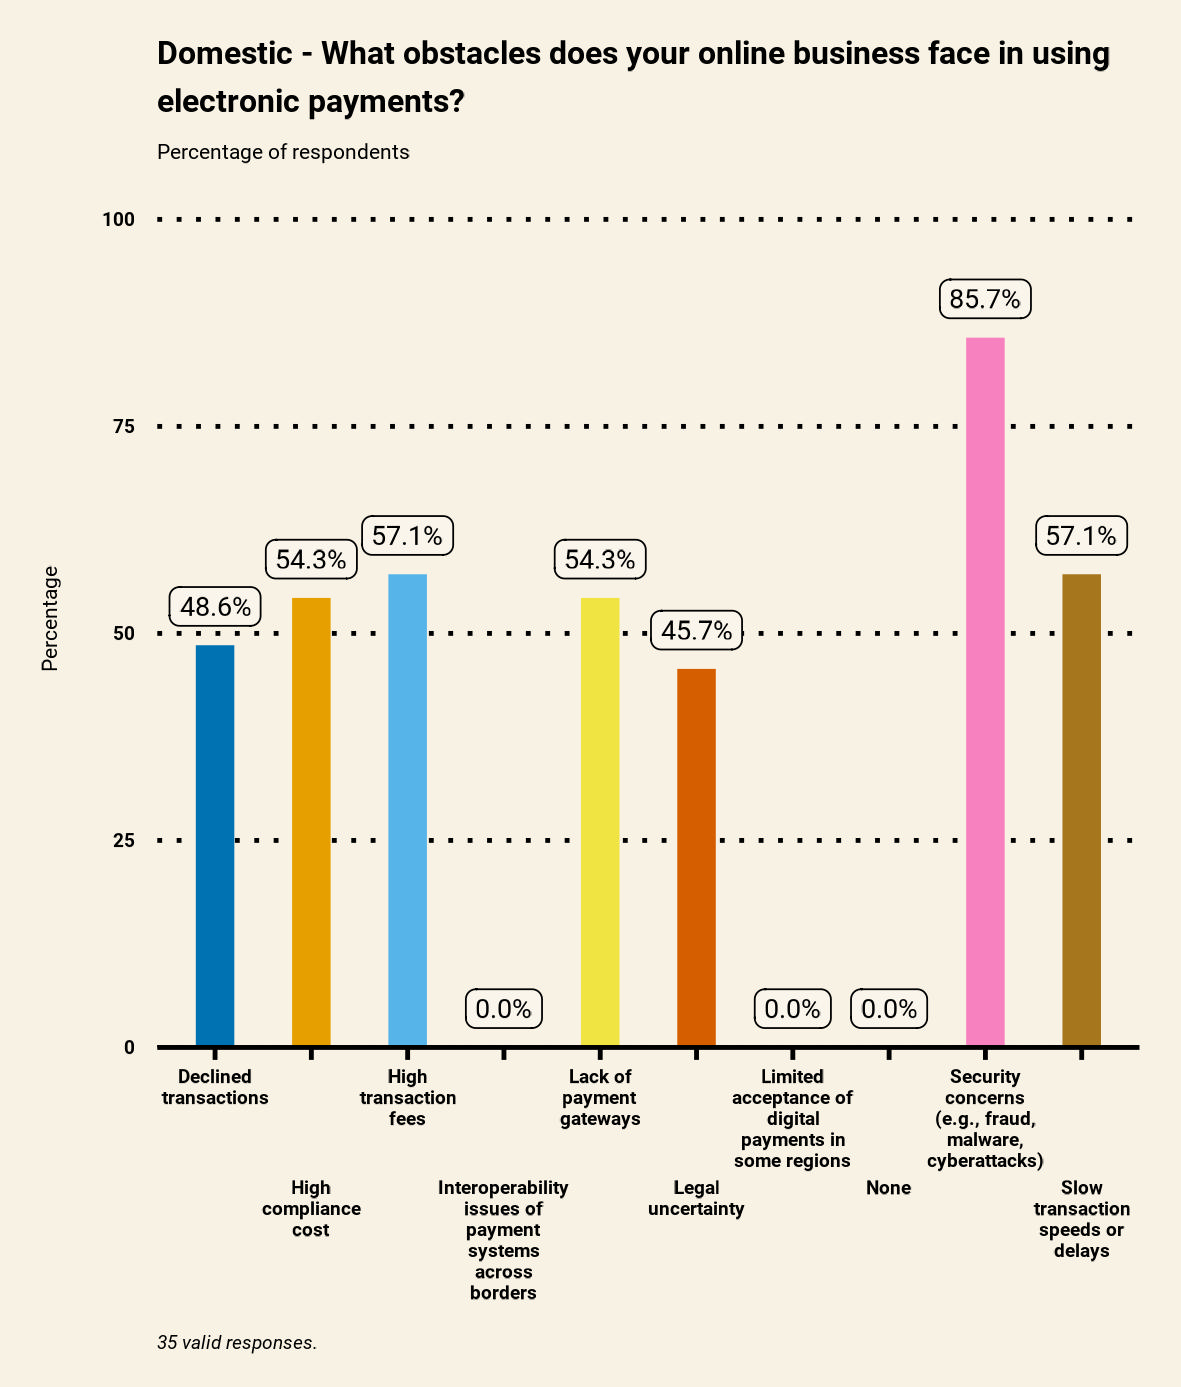 Domestic - What obstacles does your online business face in using
electronic payments?
Percentage of respondents
100
75
50
25
0
Percentage
48.6%
54.3%
57.1%
0.0%
54.3%
45.7%
0.0%
0.0%
85.7%
57.1%
Declined
transactions
High
compliance
cost
High
transaction
fees
Interoperability
issues of
payment
systems
across
borders
Lack of
payment
gateways
Legal
uncertainty
Limited
acceptance of
digital
payments in
some regions
None
Security
concerns
(e.g., fraud,
malware,
cyberattacks)
Slow
transaction
speeds or
delays
35 valid responses.